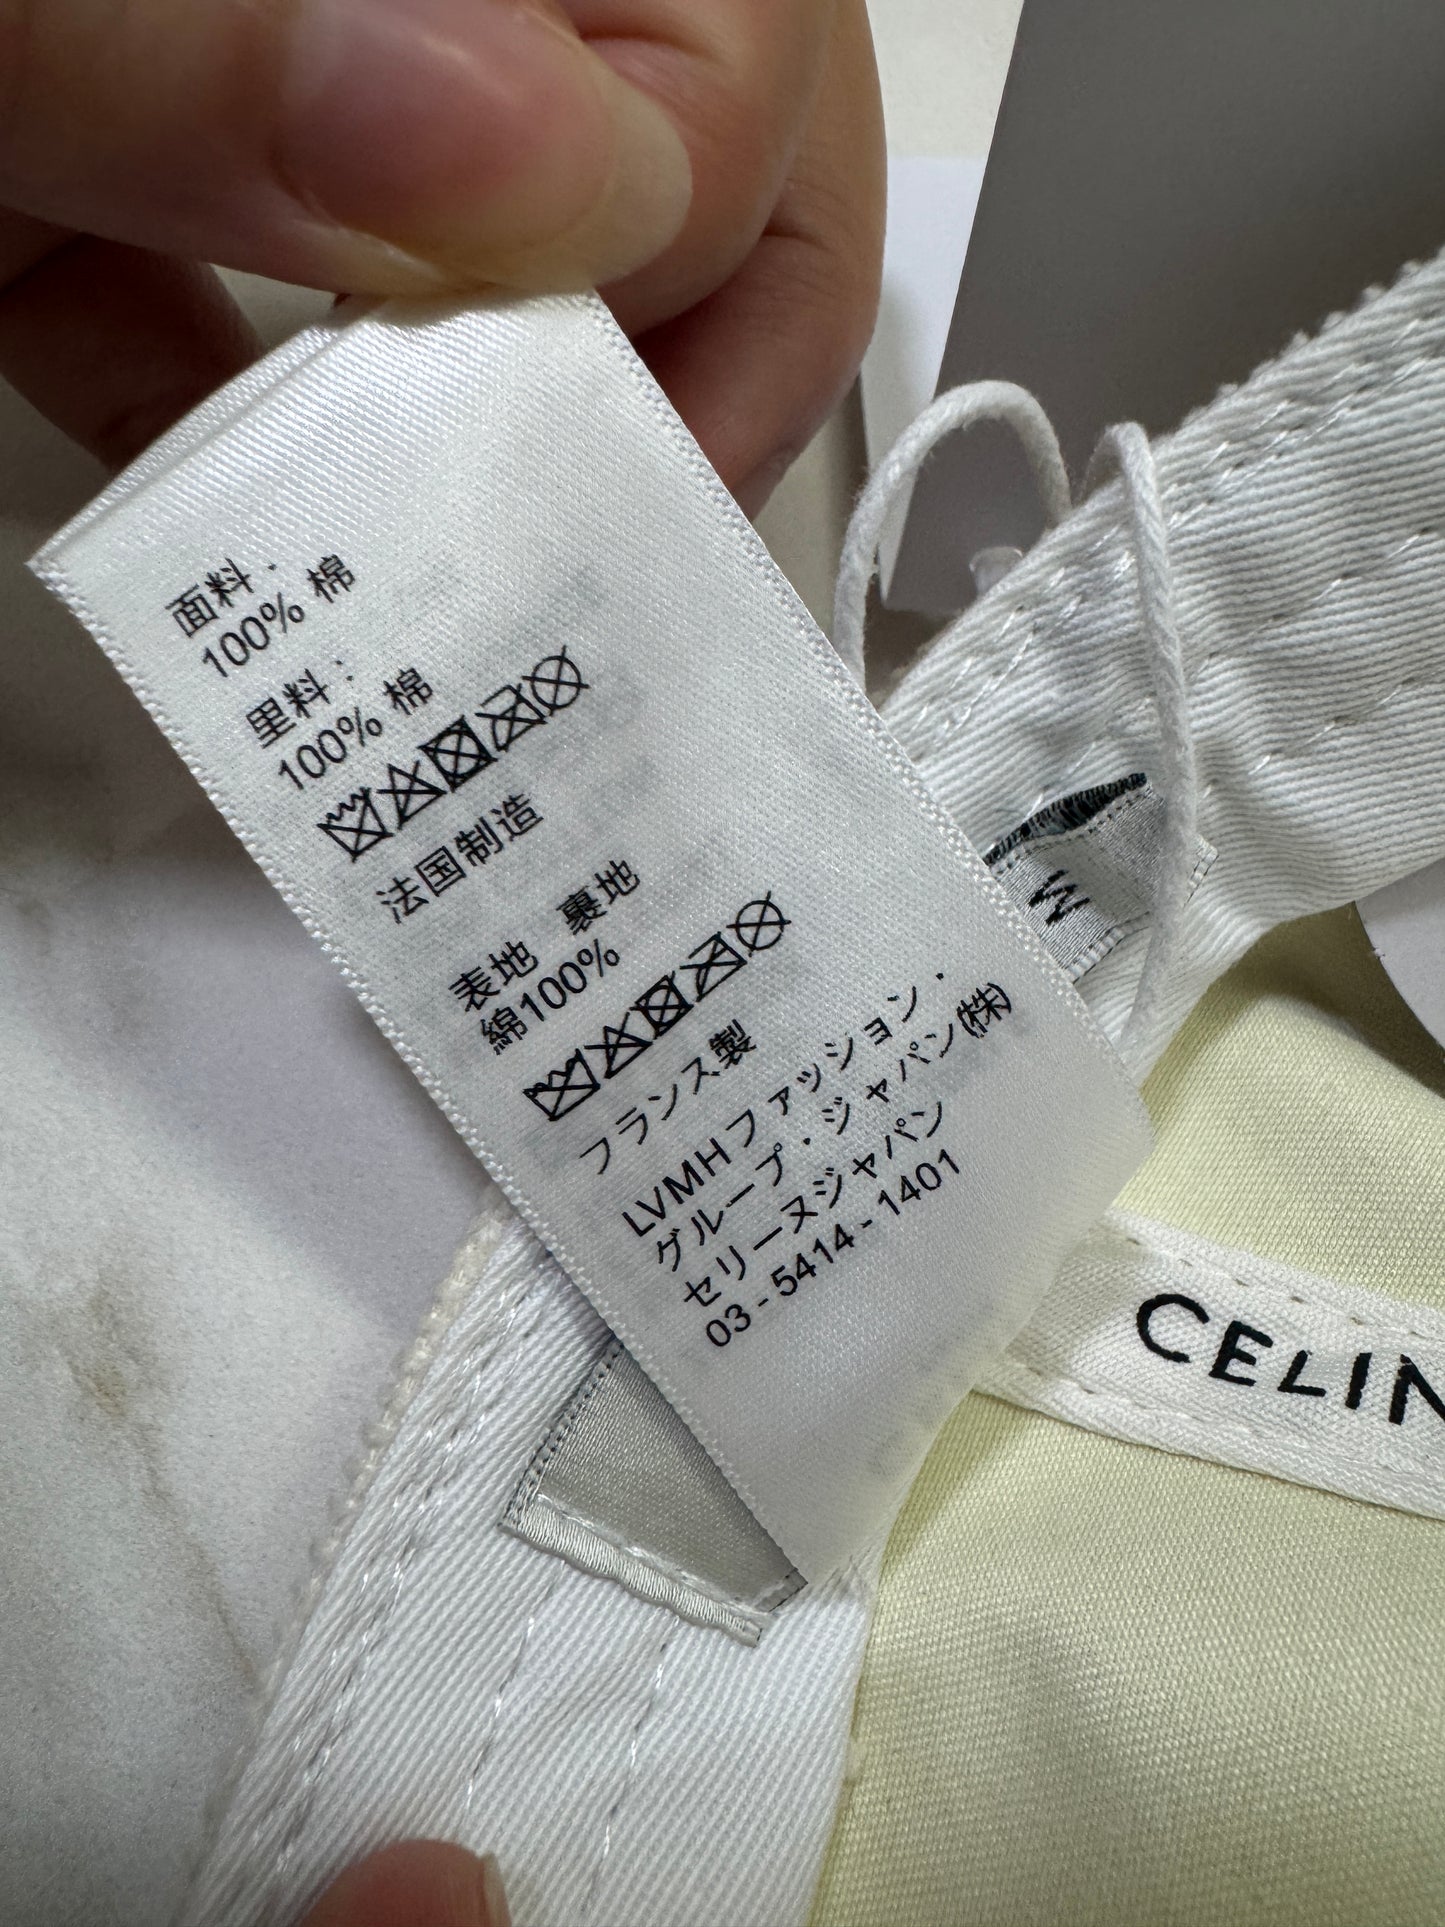 面料:
100% 棉
里料:
100% 棉
法国制造
表地 裏地
綿100%
フランス製
LVMHファッション・
グループ・ジャパン(株)
セリーヌジャパン
03-5414-1401
M
CELIN